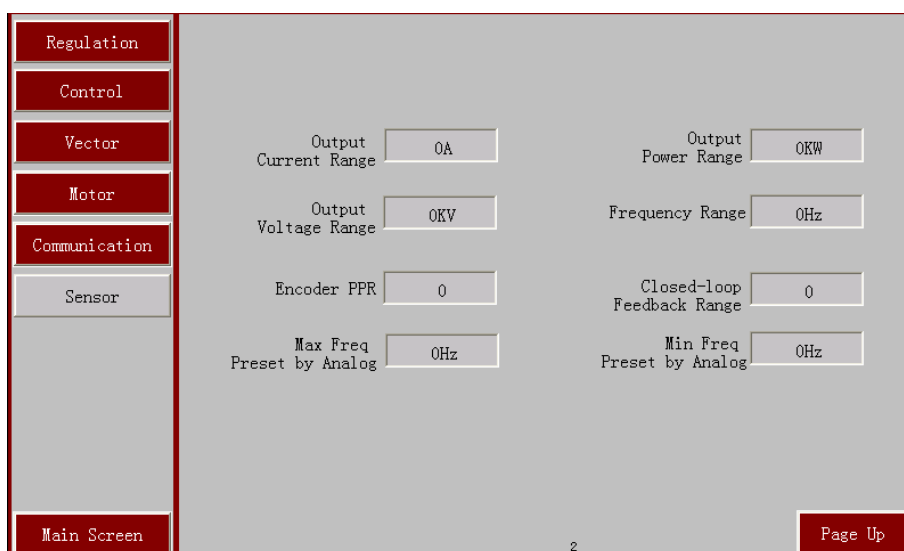 Regulation
Control
Vector
Motor
Communication
Sensor
Main Screen
Output
Current Range
0A
Output
Power Range
0KW
Output
Voltage Range
0KV
Frequency Range
0Hz
Encoder PPR
0
Closed-loop
Feedback Range
0
Max Freq
Preset by Analog
0Hz
Min Freq
Preset by Analog
0Hz
2
Page Up